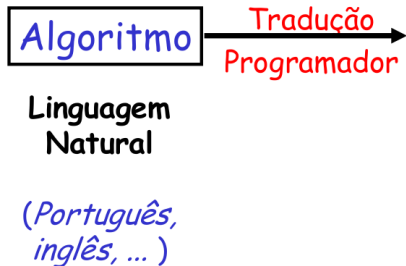 Algoritmo
Tradução
Programador
Linguagem
Natural
(Português,
inglês, ... )